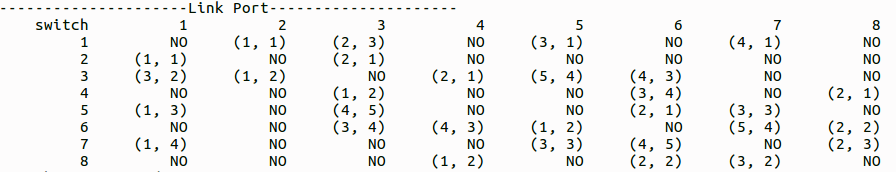 ---------------------Link Port---------------------
switch 1 2 3 4 5 6 7 8
1 NO (1, 1) (2, 3) NO (3, 1) NO (4, 1) NO
2 (1, 1) NO (2, 1) NO NO NO NO NO
3 (3, 2) (1, 2) NO (2, 1) (5, 4) (4, 3) NO NO
4 NO NO (1, 2) NO NO (3, 4) NO (2, 1)
5 (1, 3) NO (4, 5) NO NO (2, 1) (3, 3) NO
6 NO NO (3, 4) (4, 3) (1, 2) NO (5, 4) (2, 2)
7 (1, 4) NO NO NO (3, 3) (4, 5) NO (2, 3)
8 NO NO NO (1, 2) NO (2, 2) (3, 2) NO